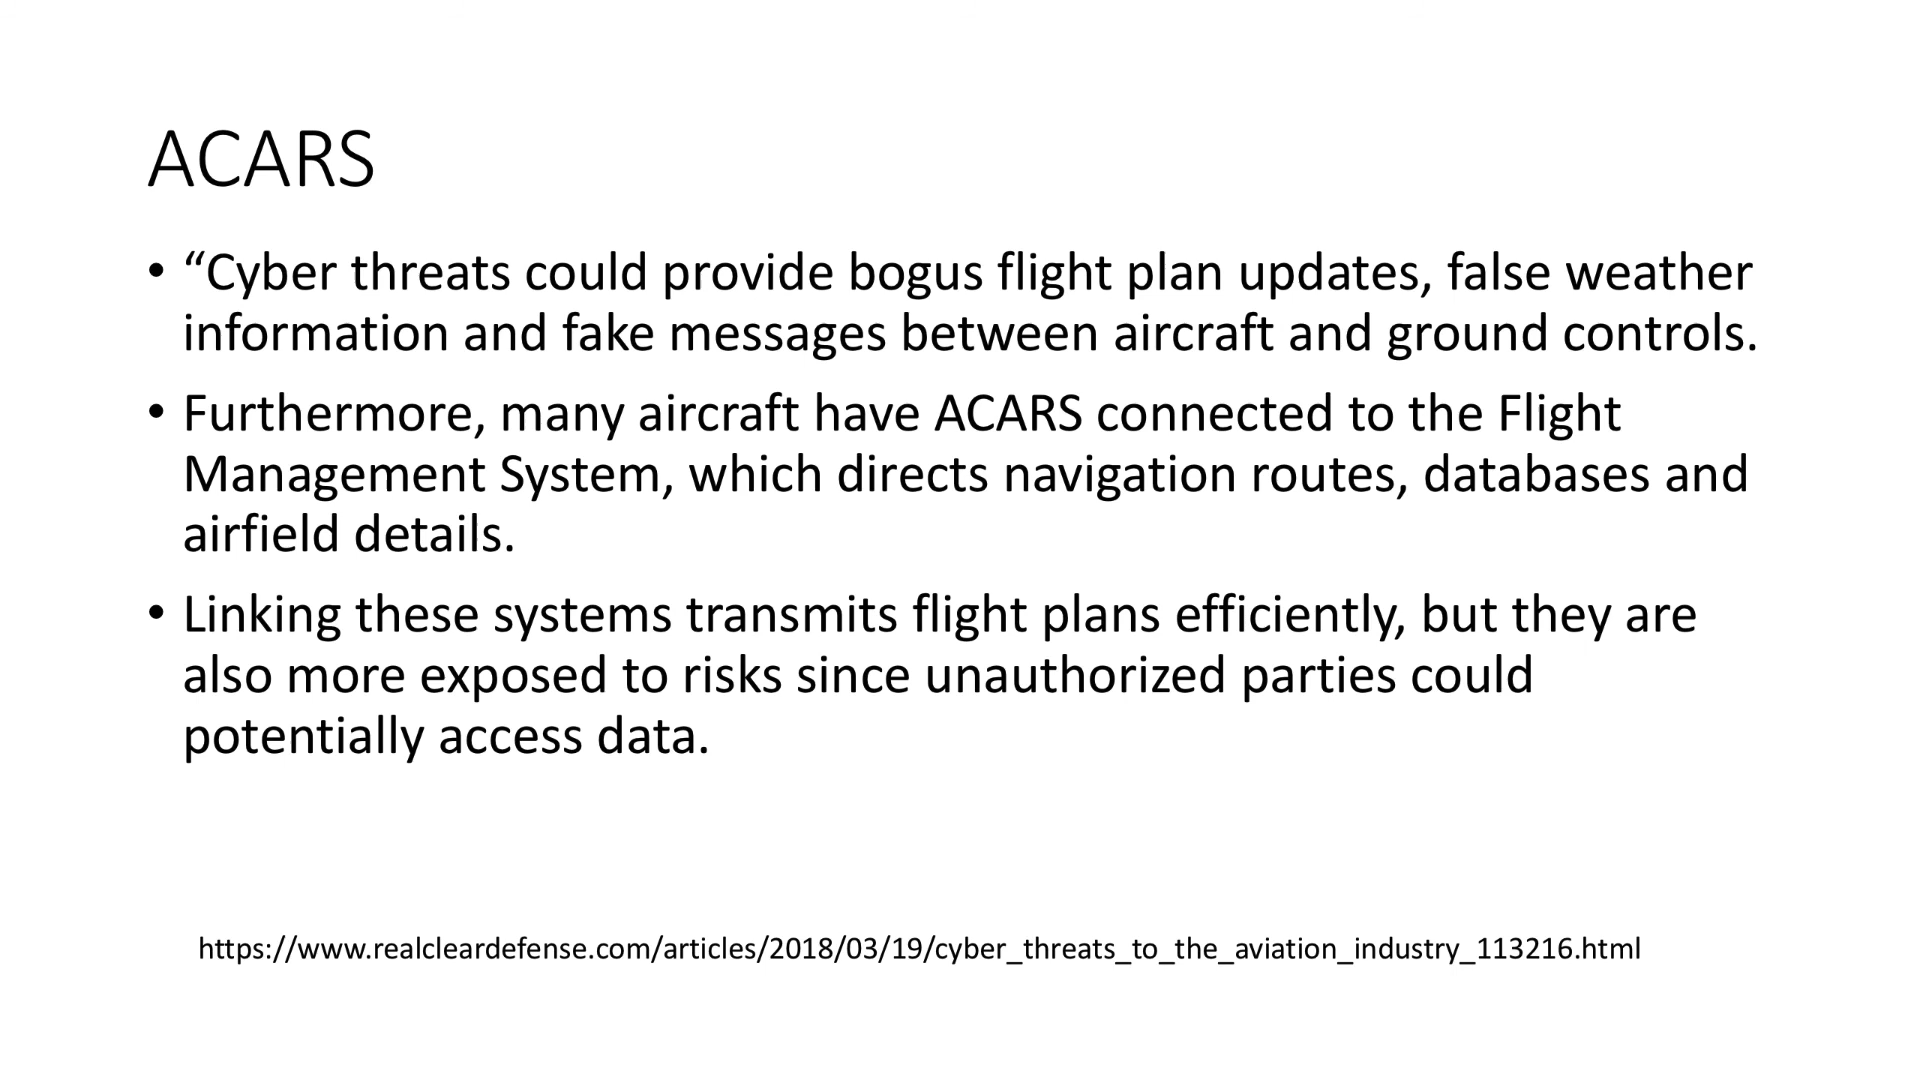 ACARS
• “Cyber threats could provide bogus flight plan updates, false weather
information and fake messages between aircraft and ground controls.
• Furthermore, many aircraft have ACARS connected to the Flight
Management System, which directs navigation routes, databases and
airfield details.
• Linking these systems transmits flight plans efficiently, but they are
also more exposed to risks since unauthorized parties could
potentially access data.
https://www.realcleardefense.com/articles/2018/03/19/cyber_threats_to_the_aviation_industry_113216.html